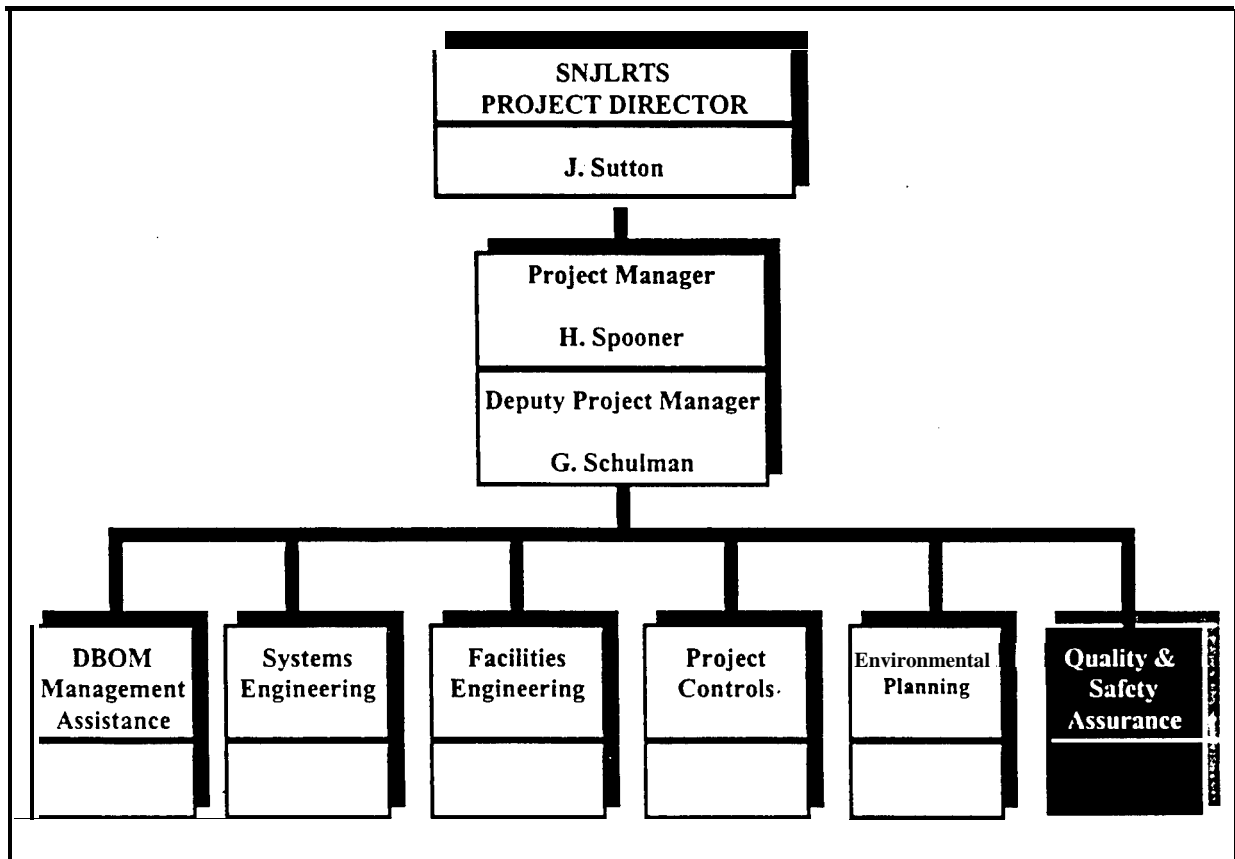 SNJLRTS
PROJECT DIRECTOR
J. Sutton
Project Manager
H. Spooner
Deputy Project Manager
G. Schulman
DBOM
Management
Assistance
Systems
Engineering
Facilities
Engineering
Project
Controls
Environmental
Planning
Quality &
Safety
Assurance